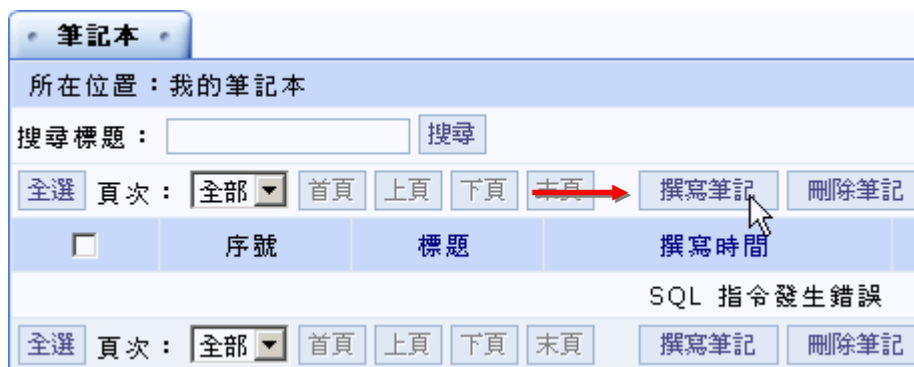 筆記本
所在位置：我的筆記本
搜尋標題： 搜尋
全選 頁次： 全部 首頁 上頁 下頁 末頁 撰寫筆記 刪除筆記
序號 標題 撰寫時間
SQL 指令發生錯誤
全選 頁次： 全部 首頁 上頁 下頁 末頁 撰寫筆記 刪除筆記